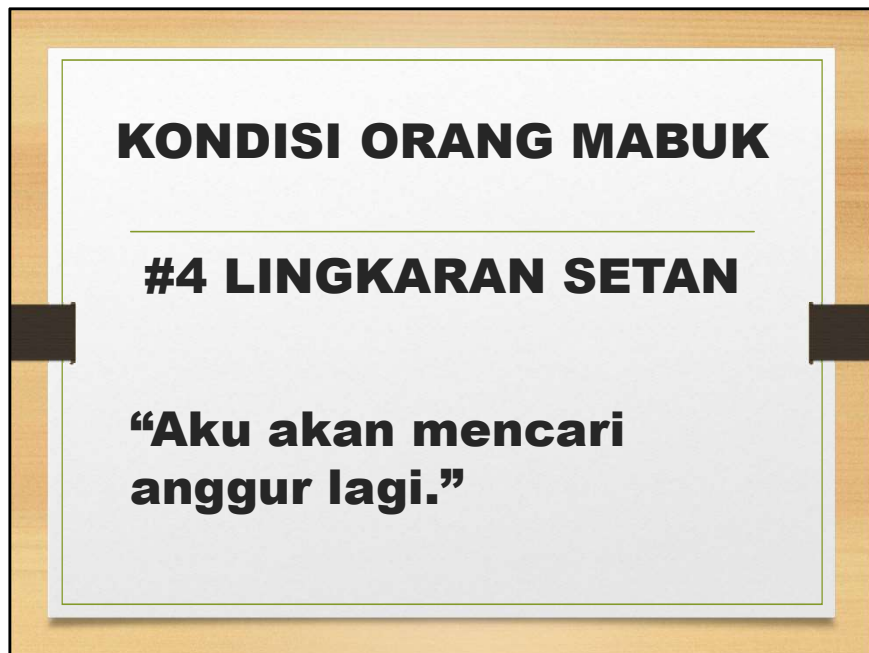 KONDISI ORANG MABUK
#4 LINGKARAN SETAN
“Aku akan mencari
anggur lagi.”